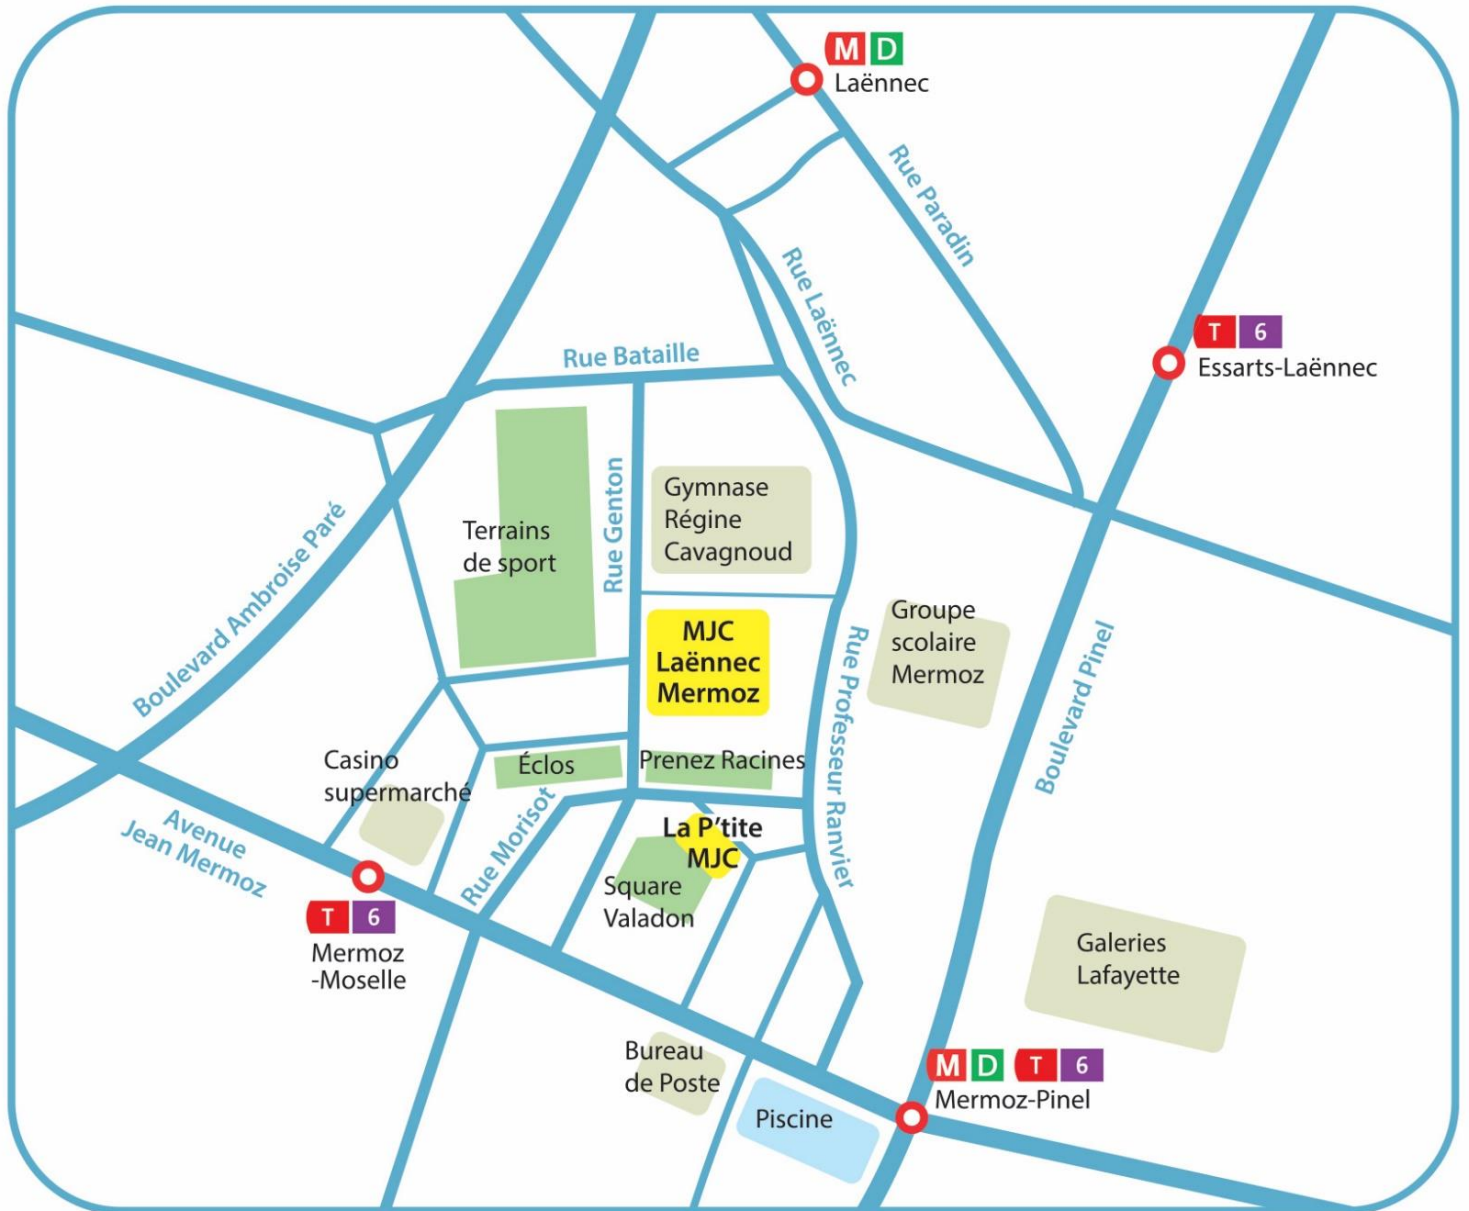 M D
Laënnec
Rue Paradin
Rue Laënnec
T 6
Essarts-Laënnec
Rue Bataille
Rue Genton
Gymnase
Régine
Cavagnoud
Terrains
de sport
Boulevard Ambroise Paré
MJC
Laënnec
Mermoz
Groupe
scolaire
Mermoz
Rue Professeur Ranvier
Boulevard Pinel
Casino
supermarché
Éclos
Prenez Racines
Avenue
Jean Mermoz
Rue Morisot
La P'tite
MJC
Square
Valadon
T 6
Mermoz
-Moselle
Galeries
Lafayette
Bureau
de Poste
Piscine
M D T 6
Mermoz-Pinel